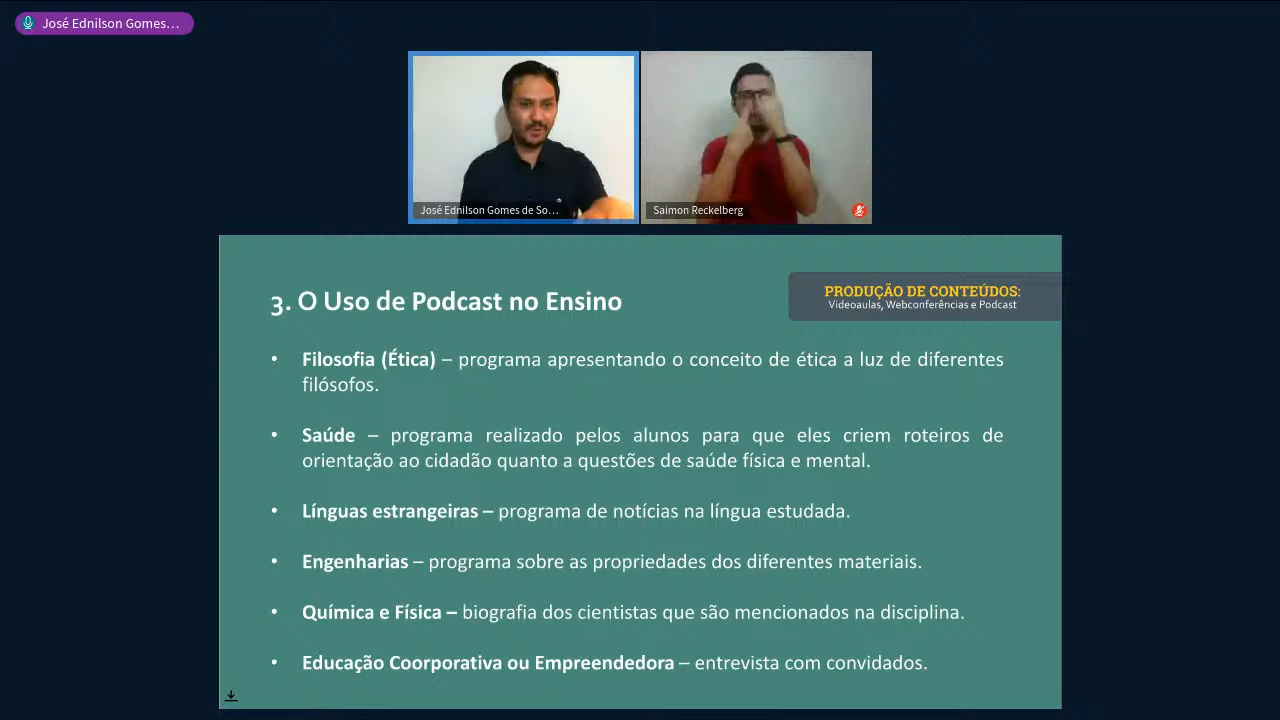 José Ednilson Gomes…
José Ednilson Gomes de So…
Saimon Reckelberg
3. O Uso de Podcast no Ensino
PRODUÇÃO DE CONTEÚDOS:
Videoaulas, Webconferências e Podcast
• Filosofia (Ética) – programa apresentando o conceito de ética a luz de diferentes
filósofos.
• Saúde – programa realizado pelos alunos para que eles criem roteiros de
orientação ao cidadão quanto a questões de saúde física e mental.
• Línguas estrangeiras – programa de notícias na língua estudada.
• Engenharias – programa sobre as propriedades dos diferentes materiais.
• Química e Física – biografia dos cientistas que são mencionados na disciplina.
• Educação Coorporativa ou Empreendedora – entrevista com convidados.